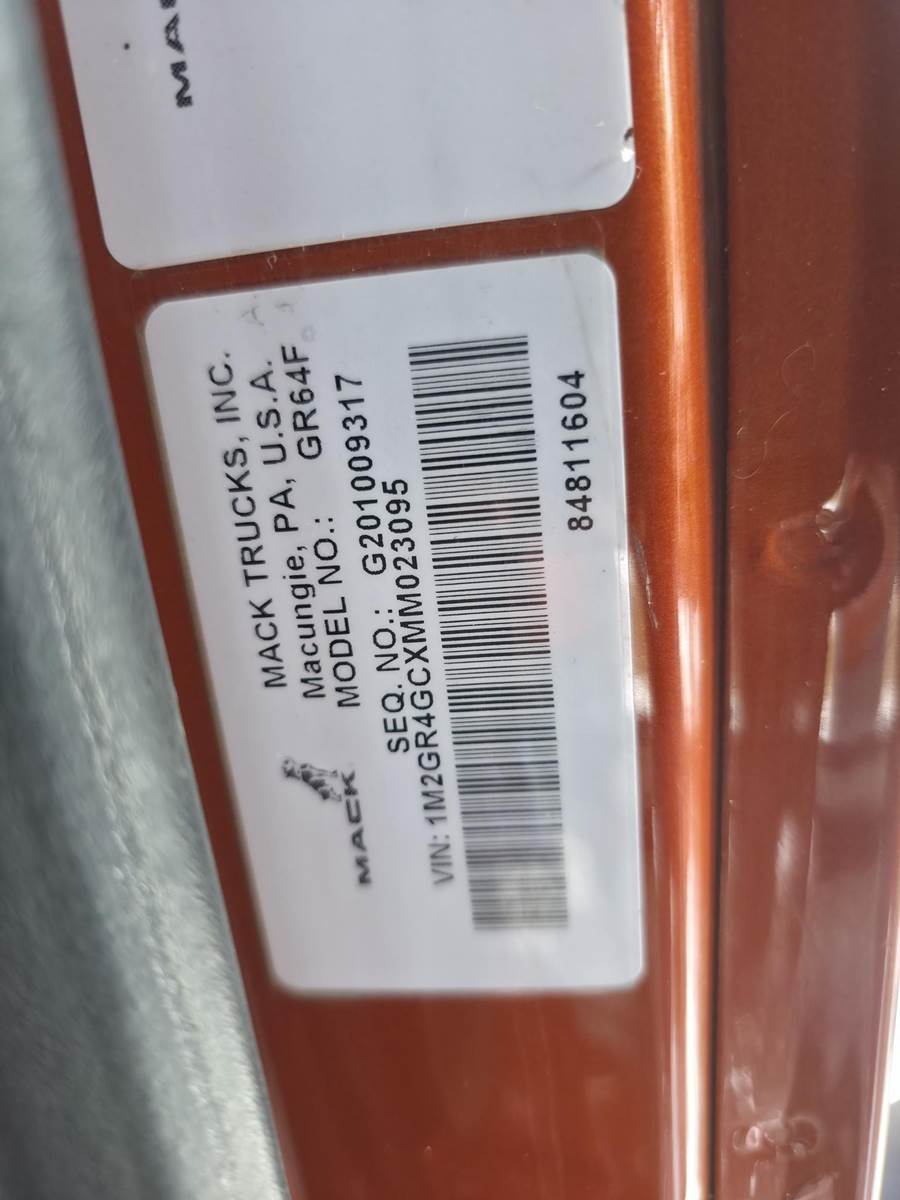 MACK TRUCKS, INC.
Macungie, PA, U.S.A.
MODEL NO.: GR64F
SEQ. NO.: G201009317
VIN: 1M2GR4GCXMM023095
84811604
MACK